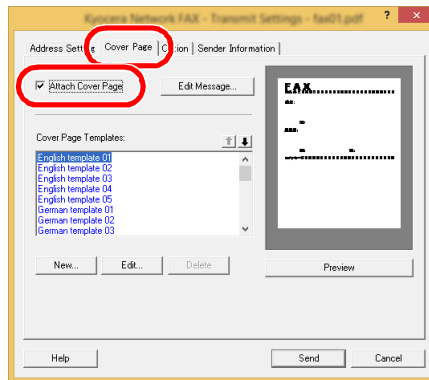 Kyocera Network FAX - Transmit Settings - fax01.pdf
Address Cover Page Sender Information
Attach Cover Page Edit Message...
Cover Page Templates:
English template 01
English template 02
English template 03
English template 04
English template 05
German template 01
German template 02
German template 03
FAX
New... Edit... Delete Preview
Help Send Cancel